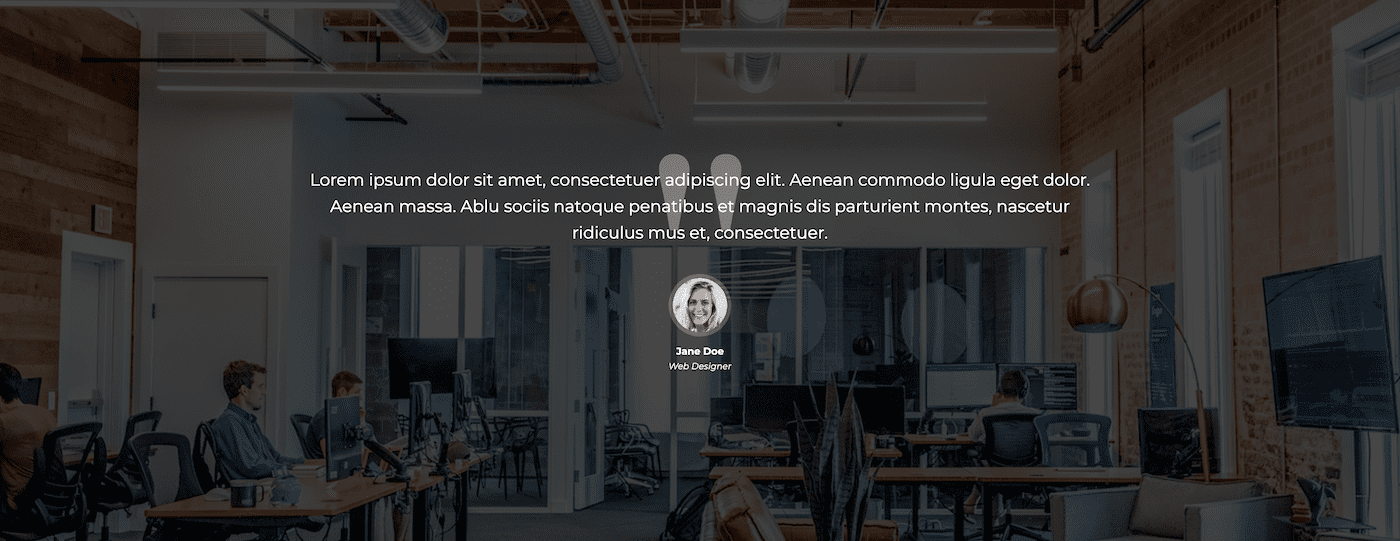 Lorem ipsum dolor sit amet, consectetuer adipiscing elit. Aenean commodo ligula eget dolor.
Aenean massa. Ablu sociis natoque penatibus et magnis dis parturient montes, nascetur
ridiculus mus et, consectetuer.
Jane Doe
Web Designer